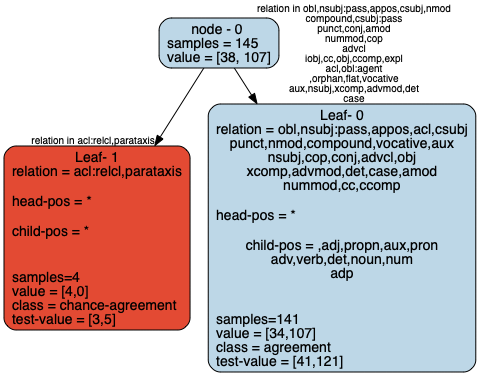 node - 0
samples = 145
value = [38, 107]
relation in obl,nsubj:pass,appos,csubj,nmod
compound,csubj:pass
punct,conj,amod
nummod,cop
advcl
iobj,cc,obj,ccomp,expl
acl,obl:agent
,orphan,flat,vocative
aux,nsubj,xcomp,advmod,det
case
relation in acl:relcl,parataxis
Leaf- 1
relation = acl:relcl,parataxis
head-pos = *
child-pos = *
samples=4
value = [4,0]
class = chance-agreement
test-value = [3,5]
Leaf- 0
relation = obl,nsubj:pass,appos,acl,csubj
punct,nmod,compound,vocative,aux
nsubj,cop,conj,advcl,obj
xcomp,advmod,det,case,amod
nummod,cc,ccomp
head-pos = *
child-pos = ,adj,propn,aux,pron
adv,verb,det,noun,num
adp
samples=141
value = [34,107]
class = agreement
test-value = [41,121]